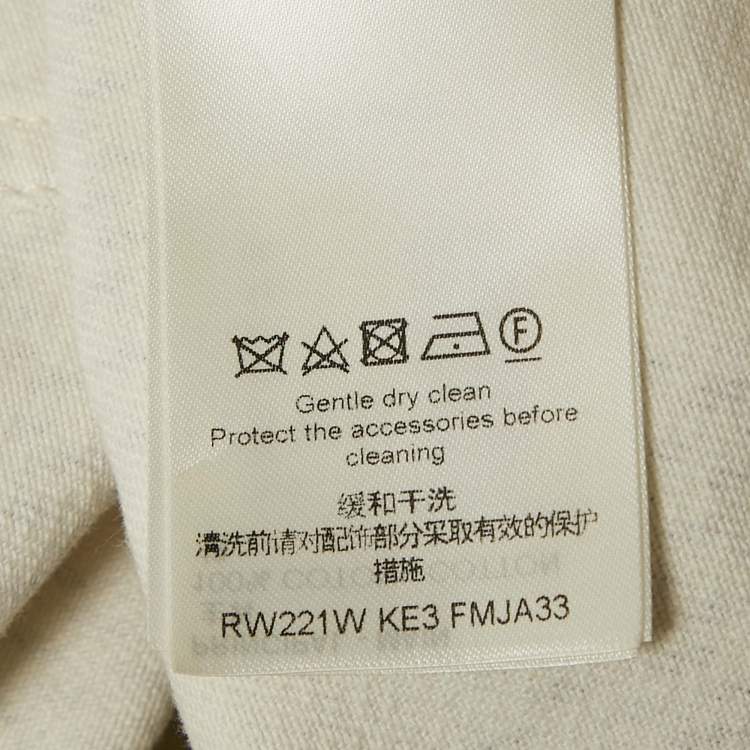 F
Gentle dry clean
Protect the accessories before
cleaning
缓和干洗
清洗前请对配饰部分采取有效的保护
措施
RW221W KE3 FMJA33